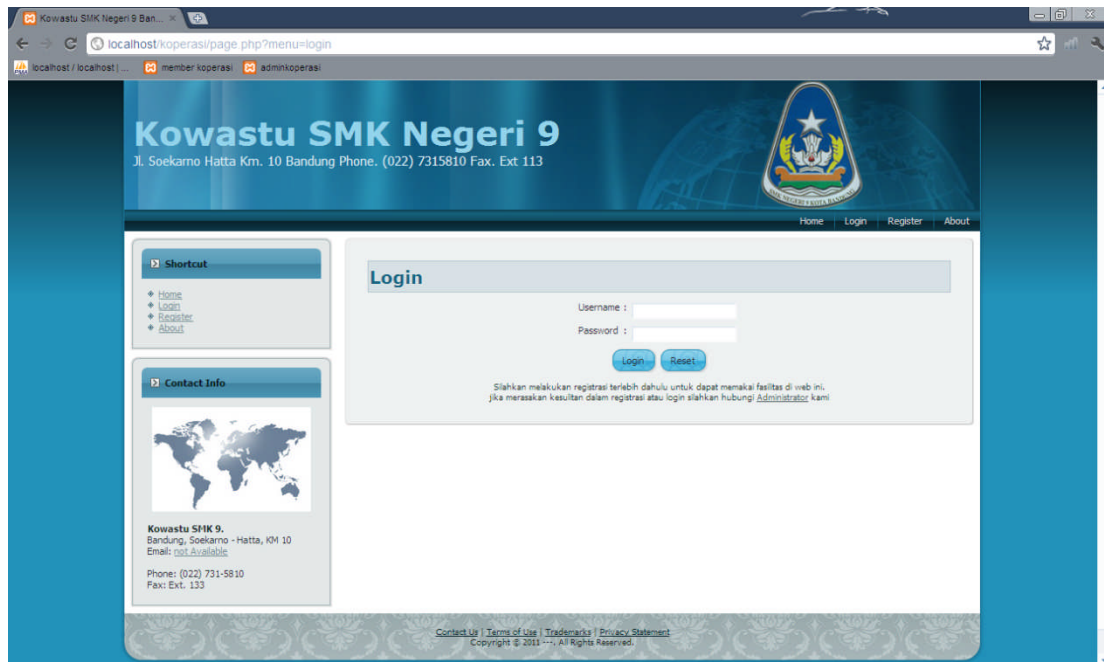 Kowastu SMK Negeri 9 Ban...
localhost/koperasi/page.php?menu=login
localhost / localhost | ...
member koperasi
adminkoperasi
Kowastu SMK Negeri 9
Jl. Soekarno Hatta Km. 10 Bandung Phone. (022) 7315810 Fax. Ext 113
SMK NEGERI 9 KOTA BANDUNG
Home Login Register About
Shortcut
Home
Login
Register
About
Contact Info
Kowastu SMK 9.
Bandung, Soekarno - Hatta, KM 10
Email: not Available
Phone: (022) 731-5810
Fax: Ext. 133
Login
Username :
Password :
Login Reset
Silahkan melakukan registrasi terlebih dahulu untuk dapat memakai fasilitas di web ini.
jika merasakan kesulitan dalam registrasi atau login silahkan hubungi Administrator kami
Contact Us | Terms of Use | Trademarks | Privacy Statement
Copyright © 2011 ---. All Rights Reserved.